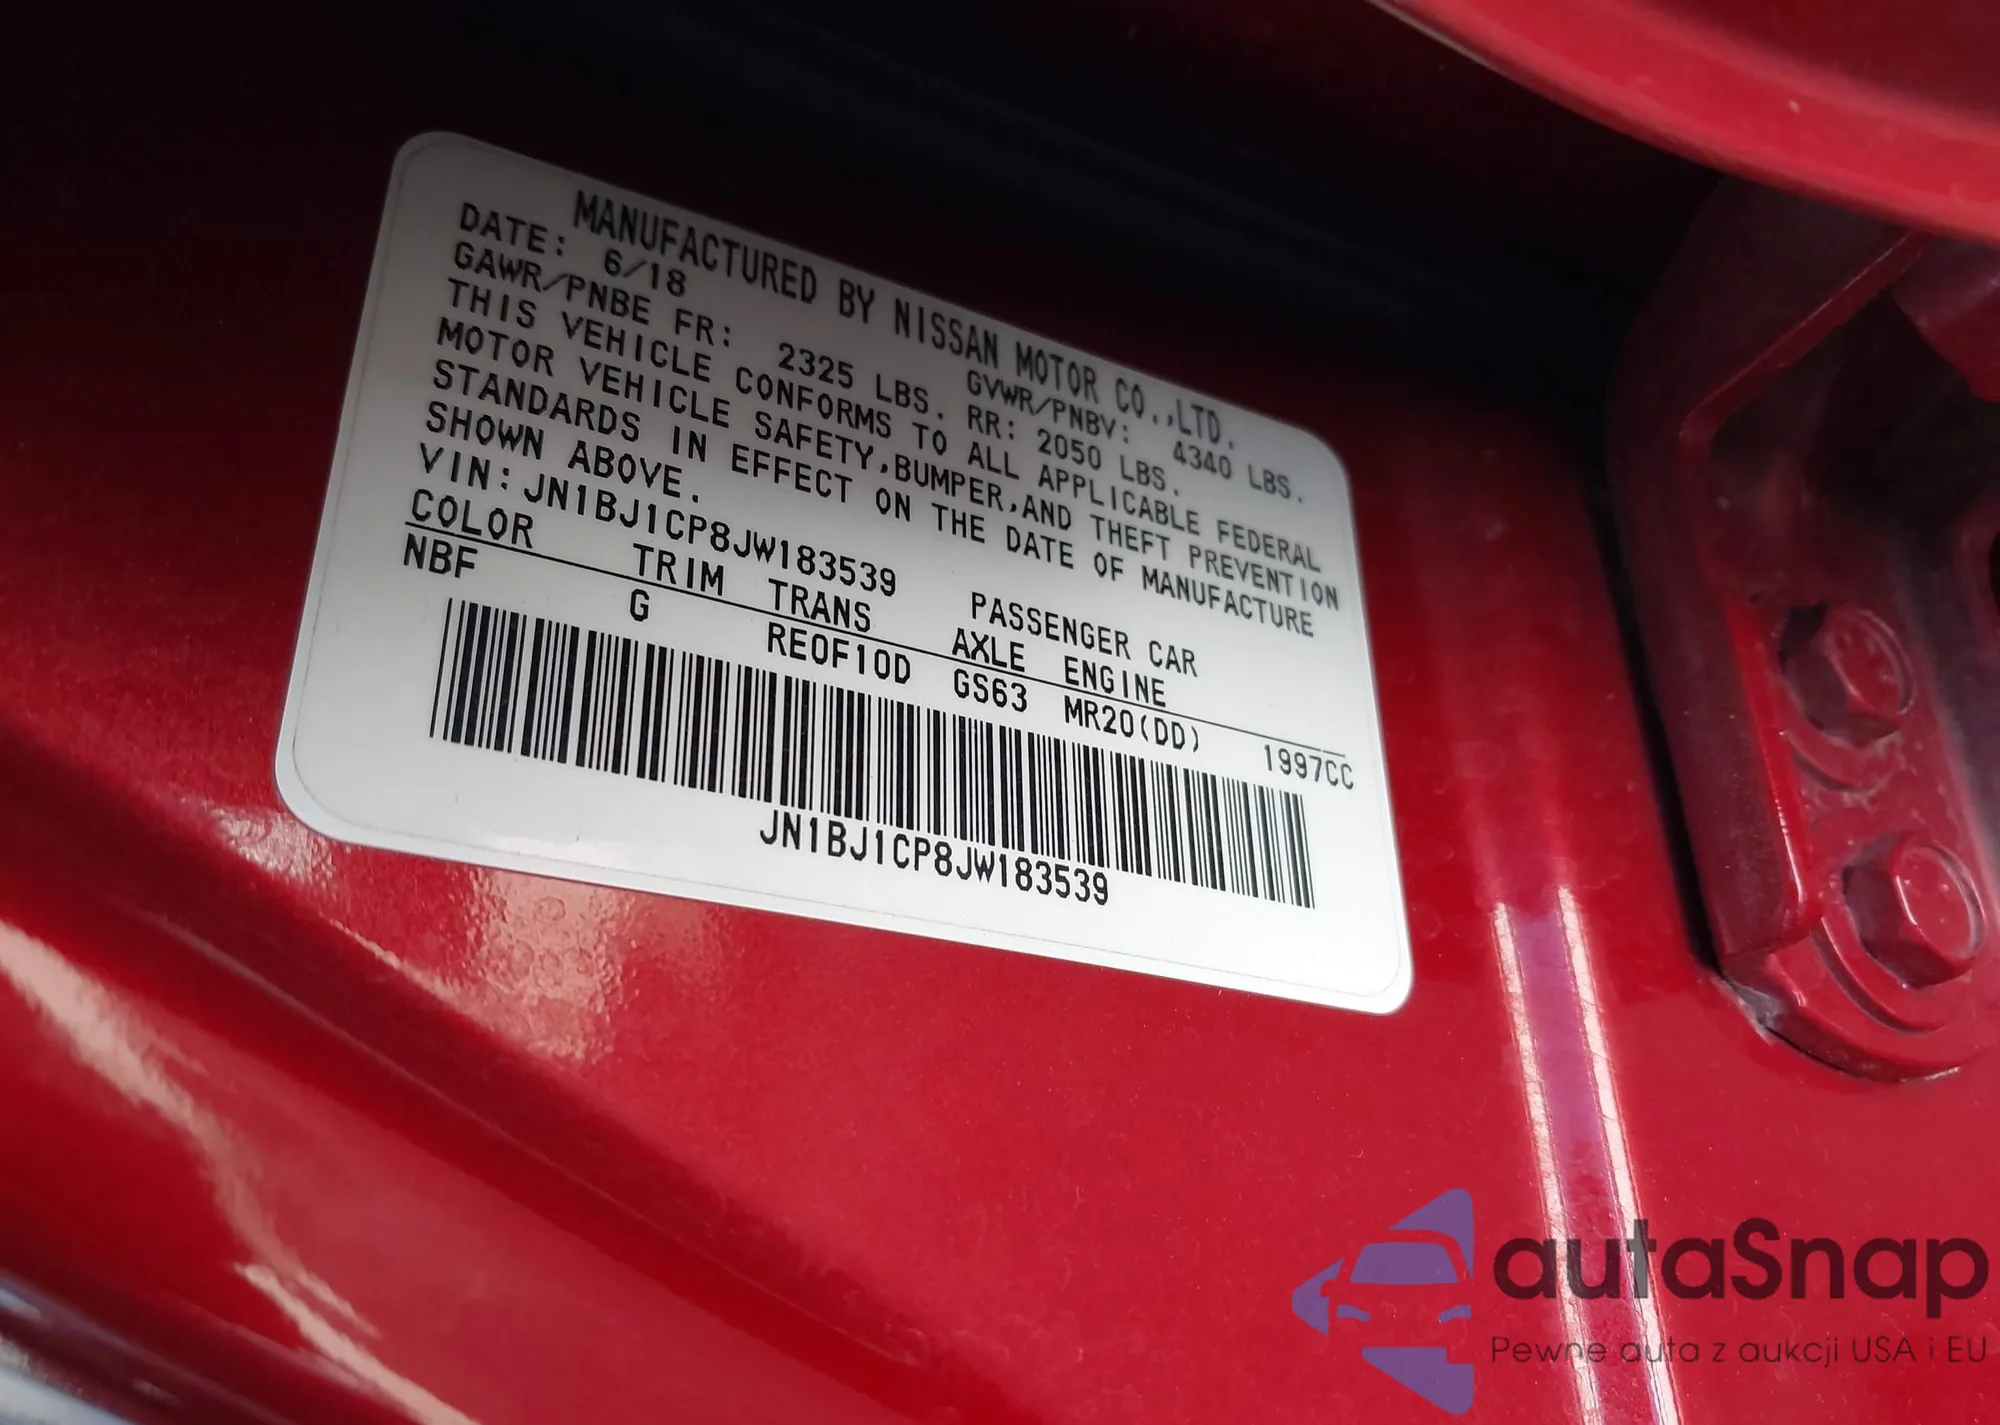 MANUFACTURED BY NISSAN MOTOR CO.,LTD.
DATE: 6/18 GVWR/PNBV: 4340 LBS.
GAWR/PNBE FR: 2325 LBS. RR: 2050 LBS.
THIS VEHICLE CONFORMS TO ALL APPLICABLE FEDERAL
MOTOR VEHICLE SAFETY,BUMPER,AND THEFT PREVENTION
STANDARDS IN EFFECT ON THE DATE OF MANUFACTURE
SHOWN ABOVE.
VIN:JN1BJ1CP8JW183539 PASSENGER CAR
COLOR TRIM TRANS AXLE ENGINE
NBF G RE0F10D GS63 MR20(DD) 1997CC
JN1BJ1CP8JW183539
autaSnap
Pewne auta z aukcji USA i EU